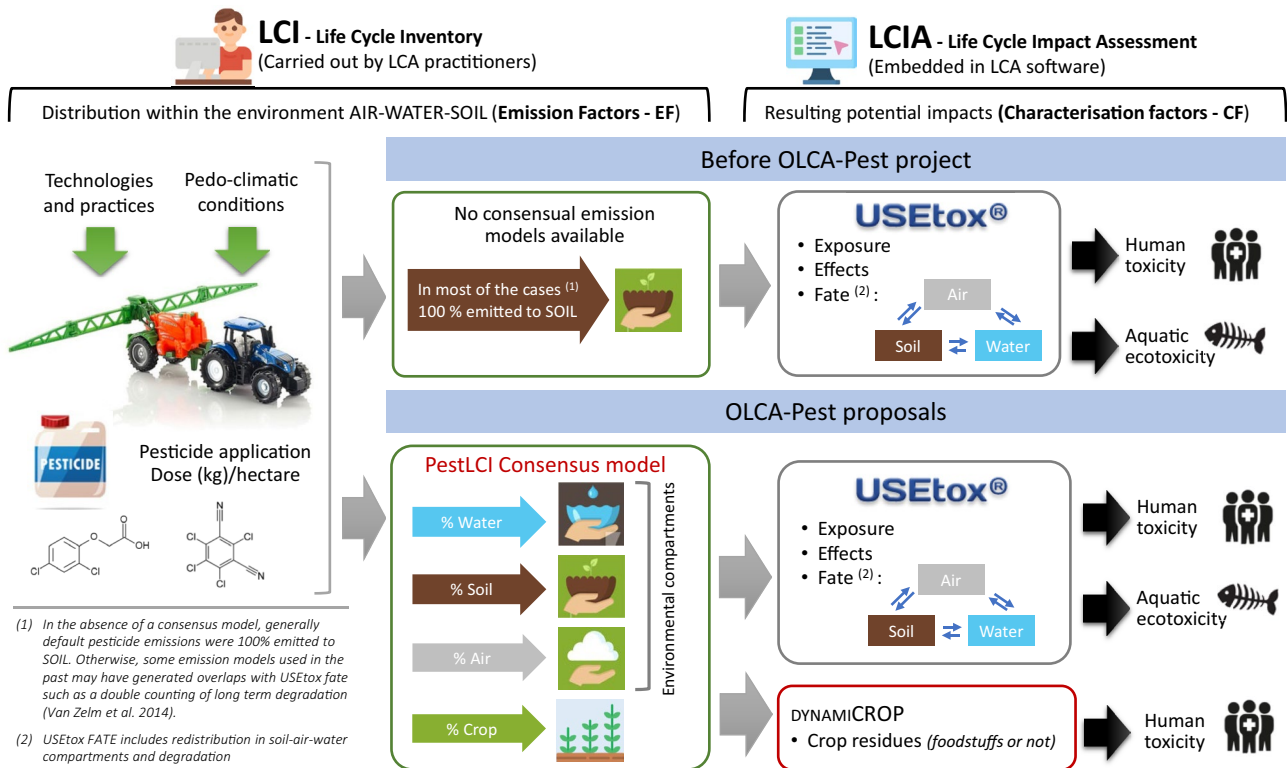 LCI - Life Cycle Inventory
(Carried out by LCA practitioners)
LCIA - Life Cycle Impact Assessment
(Embedded in LCA software)
Distribution within the environment AIR-WATER-SOIL (Emission Factors - EF)
Resulting potential impacts (Characterisation factors - CF)
Technologies
and practices
Pedo-climatic
conditions
PESTICIDE
Pesticide application
Dose (kg)/hectare
O
O
OH
Cl
Cl
N
Cl
Cl
Cl
Cl
N
(1) In the absence of a consensus model, generally
default pesticide emissions were 100% emitted to
SOIL. Otherwise, some emission models used in the
past may have generated overlaps with USEtox fate
such as a double counting of long term degradation
(Van Zelm et al. 2014).
(2) USEtox FATE includes redistribution in soil-air-water
compartments and degradation
Before OLCA-Pest project
No consensual emission
models available
In most of the cases (1)
100 % emitted to SOIL
USEtox®
• Exposure
• Effects
• Fate (2) :
Air
Soil
Water
Human
toxicity
Aquatic
ecotoxicity
OLCA-Pest proposals
PestLCI Consensus model
% Water
% Soil
% Air
% Crop
Environmental compartments
USEtox®
• Exposure
• Effects
• Fate (2) :
Air
Soil
Water
Human
toxicity
Aquatic
ecotoxicity
DYNAMICROP
• Crop residues (foodstuffs or not)
Human
toxicity